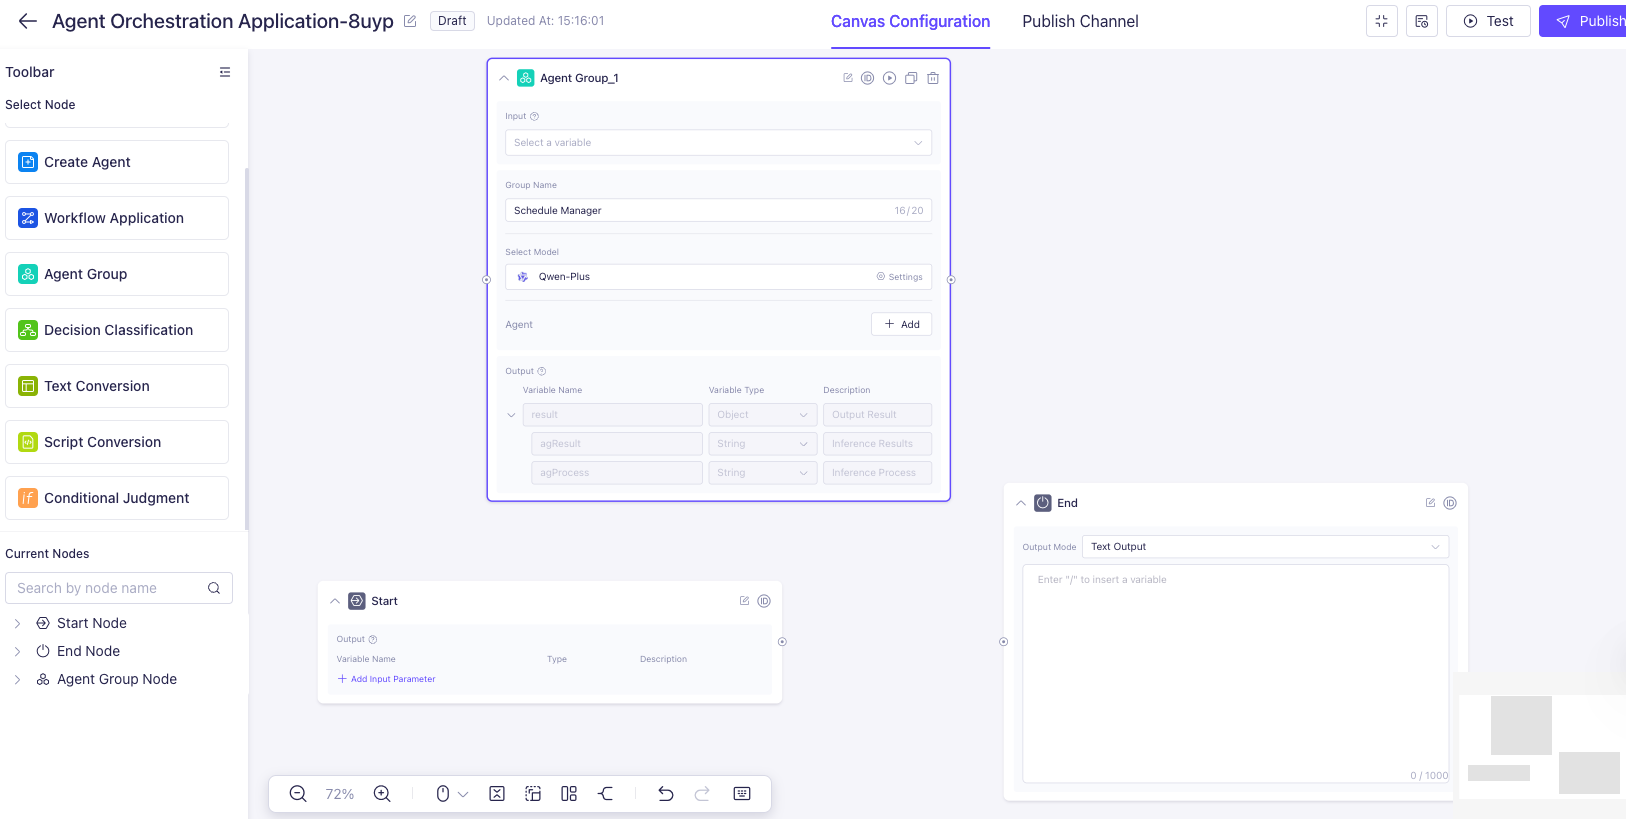 Agent Orchestration Application-8uyp
Draft
Updated At: 15:16:01
Canvas Configuration
Publish Channel
Test
Publish
Toolbar
Select Node
Create Agent
Workflow Application
Agent Group
Decision Classification
Text Conversion
Script Conversion
if Conditional Judgment
Current Nodes
Search by node name
Start Node
End Node
Agent Group Node
Agent Group_1
ID
Input ?
Select a variable
Group Name
Schedule Manager
16/20
Select Model
Qwen-Plus
Settings
Agent
Add
Output ?
Variable Name Variable Type Description
result Object Output Result
agResult String Inference Results
agProcess String Inference Process
Start
ID
Output ?
Variable Name Type Description
Add Input Parameter
End
ID
Output Mode Text Output
Enter "/" to insert a variable
0 / 1000
72%